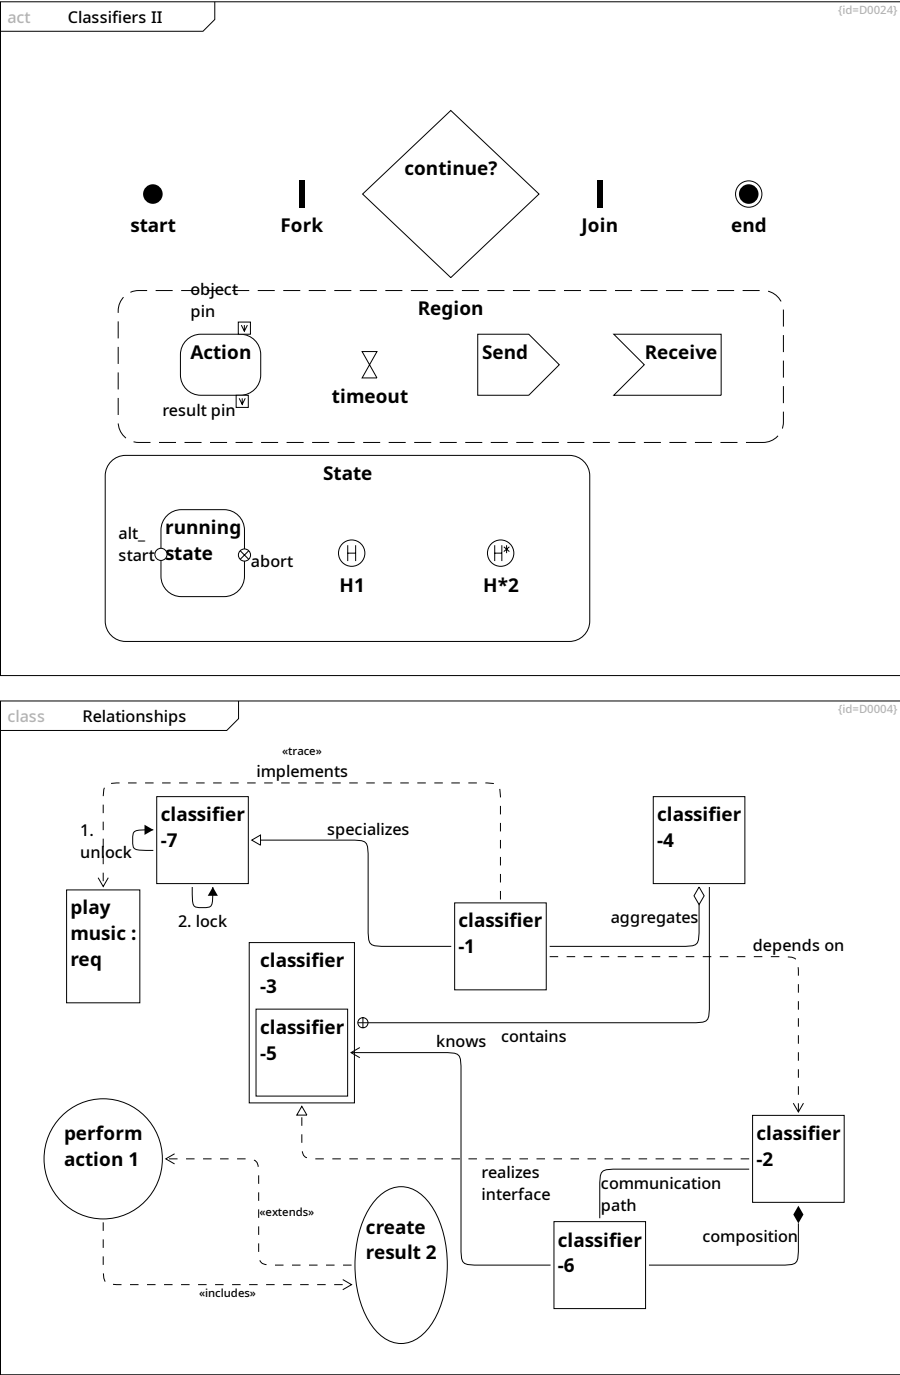 act Classifiers II {id=D0024}
continue?
start Fork Join end
object
pin
Region
Action Send Receive
timeout
result pin
State
alt_
start
running
state
abort
H H*
H1 H*2
class Relationships {id=D0004}
«trace»
implements
classifier
-7
classifier
-4
1.
unlock
specializes
2. lock
play
music :
req
classifier
-1
aggregates
depends on
classifier
-3
classifier
-5
knows
contains
perform
action 1
classifier
-2
realizes
interface
communication
path
«extends»
create
result 2
composition
classifier
-6
«includes»